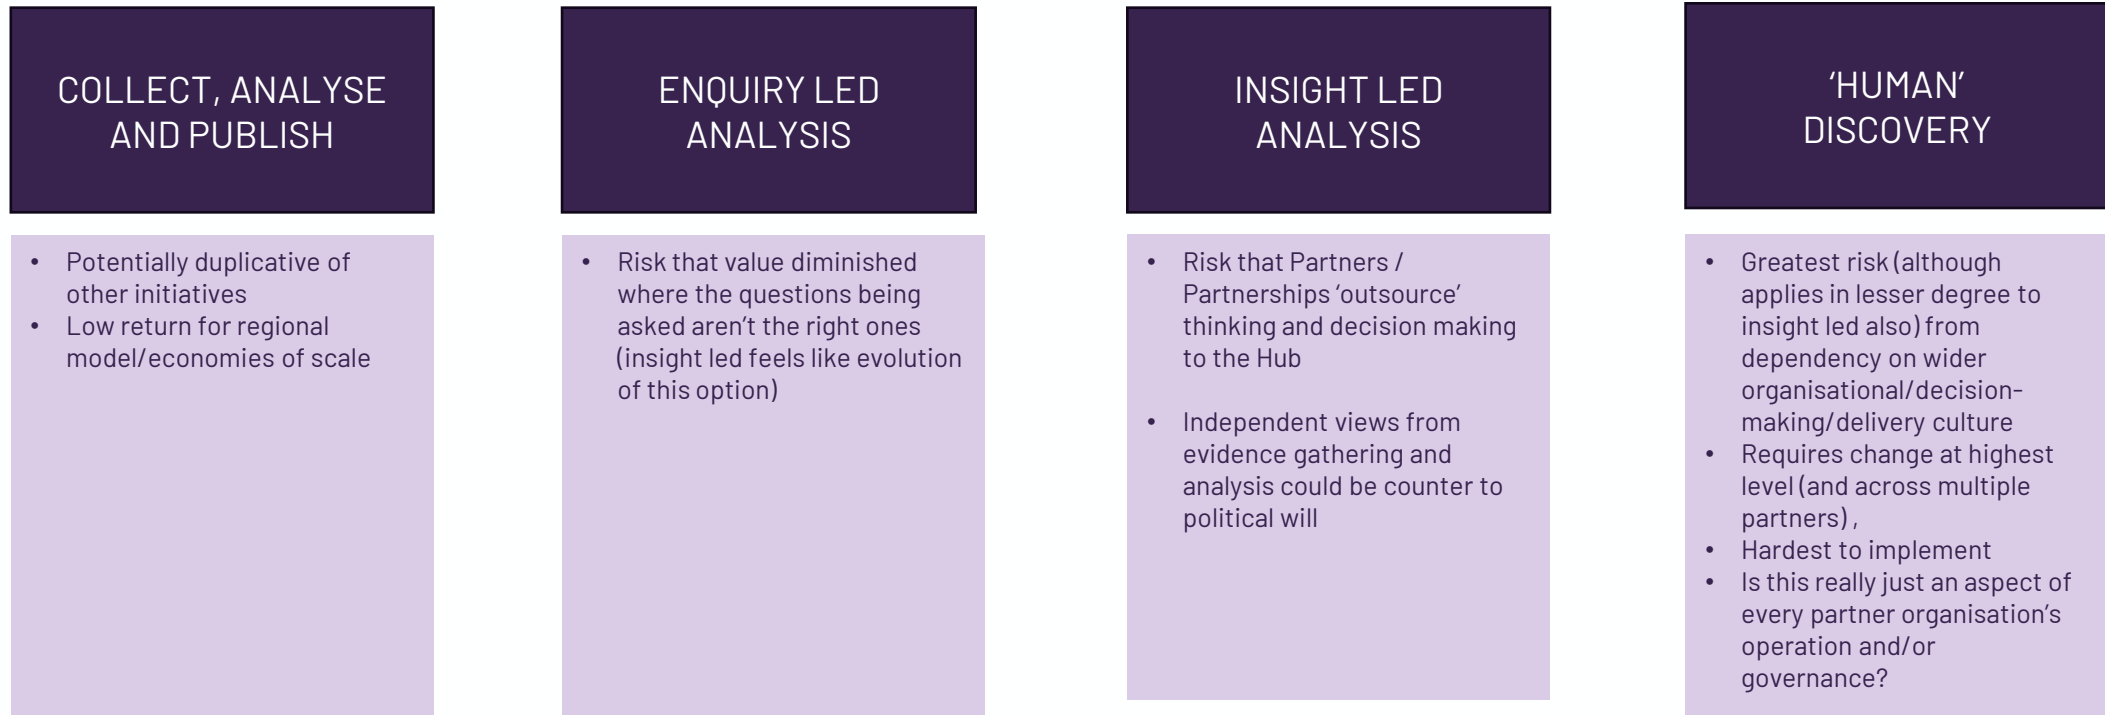 COLLECT, ANALYSE
AND PUBLISH
• Potentially duplicative of
other initiatives
• Low return for regional
model/economies of scale
ENQUIRY LED
ANALYSIS
• Risk that value diminished
where the questions being
asked aren't the right ones
(insight led feels like evolution
of this option)
INSIGHT LED
ANALYSIS
• Risk that Partners /
Partnerships ‘outsource’
thinking and decision making
to the Hub
• Independent views from
evidence gathering and
analysis could be counter to
political will
‘HUMAN’
DISCOVERY
• Greatest risk (although
applies in lesser degree to
insight led also) from
dependency on wider
organisational/decision-
making/delivery culture
• Requires change at highest
level (and across multiple
partners) ,
• Hardest to implement
• Is this really just an aspect of
every partner organisation’s
operation and/or
governance?